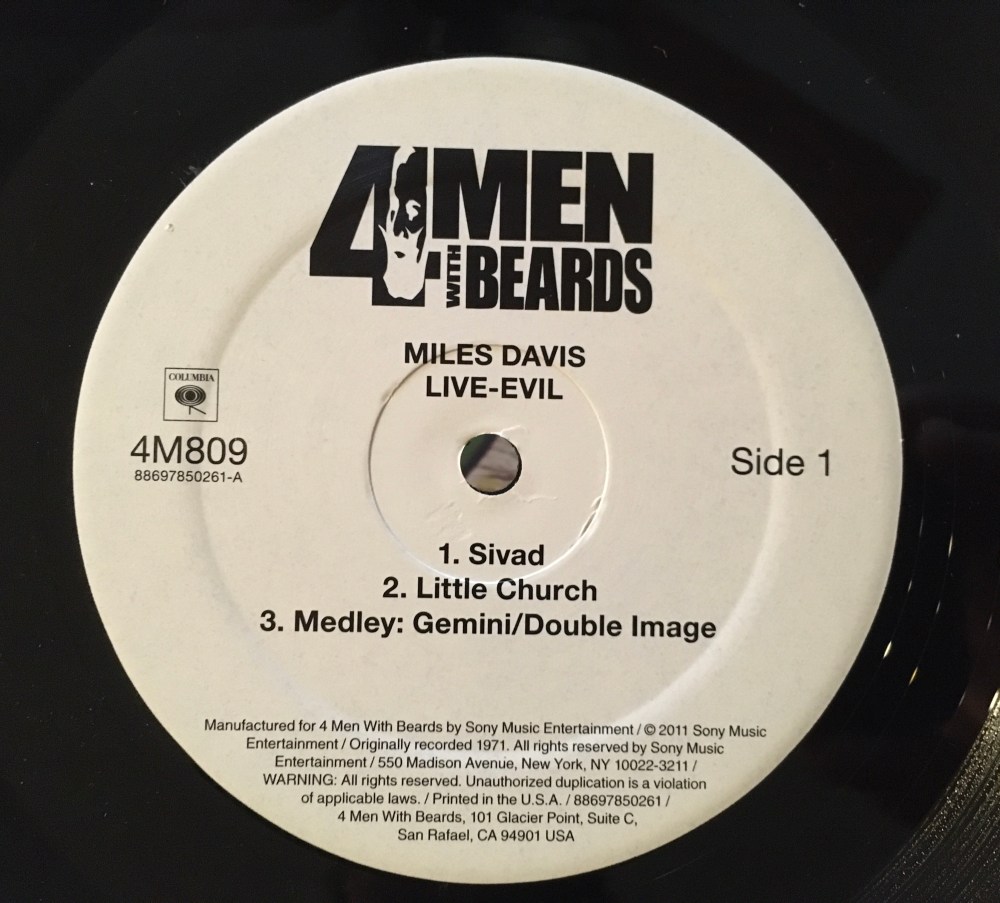 4 MEN
WITH BEARDS
MILES DAVIS
LIVE-EVIL
COLUMBIA
4M809
88697850261-A
Side 1
1. Sivad
2. Little Church
3. Medley: Gemini/Double Image
Manufactured for 4 Men With Beards by Sony Music Entertainment / © 2011 Sony Music
Entertainment / Originally recorded 1971. All rights reserved by Sony Music
Entertainment / 550 Madison Avenue, New York, NY 10022-3211 /
WARNING: All rights reserved. Unauthorized duplication is a violation
of applicable laws. / Printed in the U.S.A. / 88697850261 /
4 Men With Beards, 101 Glacier Point, Suite C,
San Rafael, CA 94901 USA